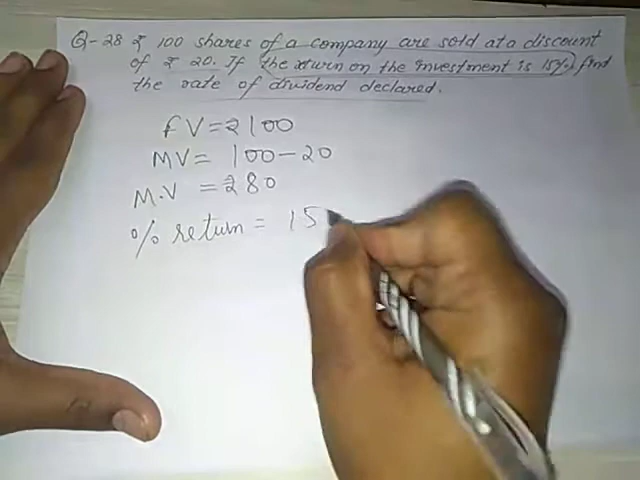 Q-28 ₹ 100 shares of a company are sold at a discount
of ₹ 20. If the return on the investment is 15% find
the rate of dividend declared.
FV=₹100
MV= 100-20
M.V =₹80
% return = 15